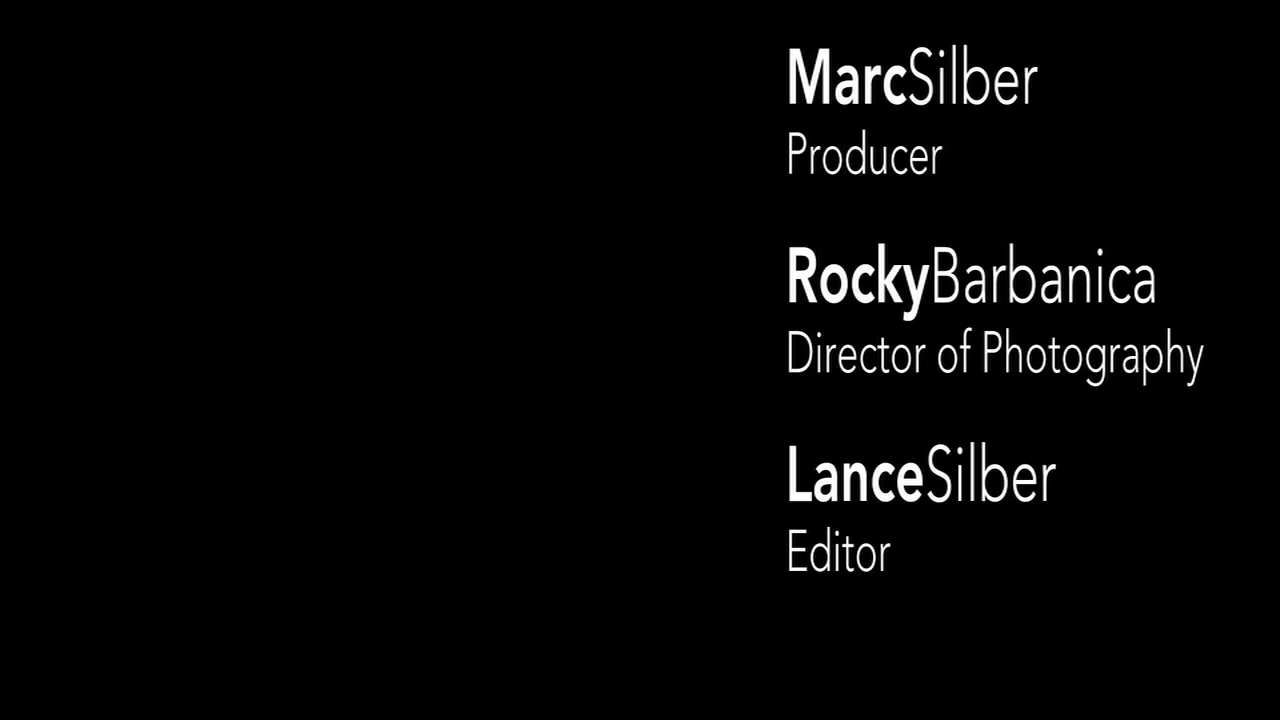 MarcSilber
Producer
RockyBarbanica
Director of Photography
LanceSilber
Editor